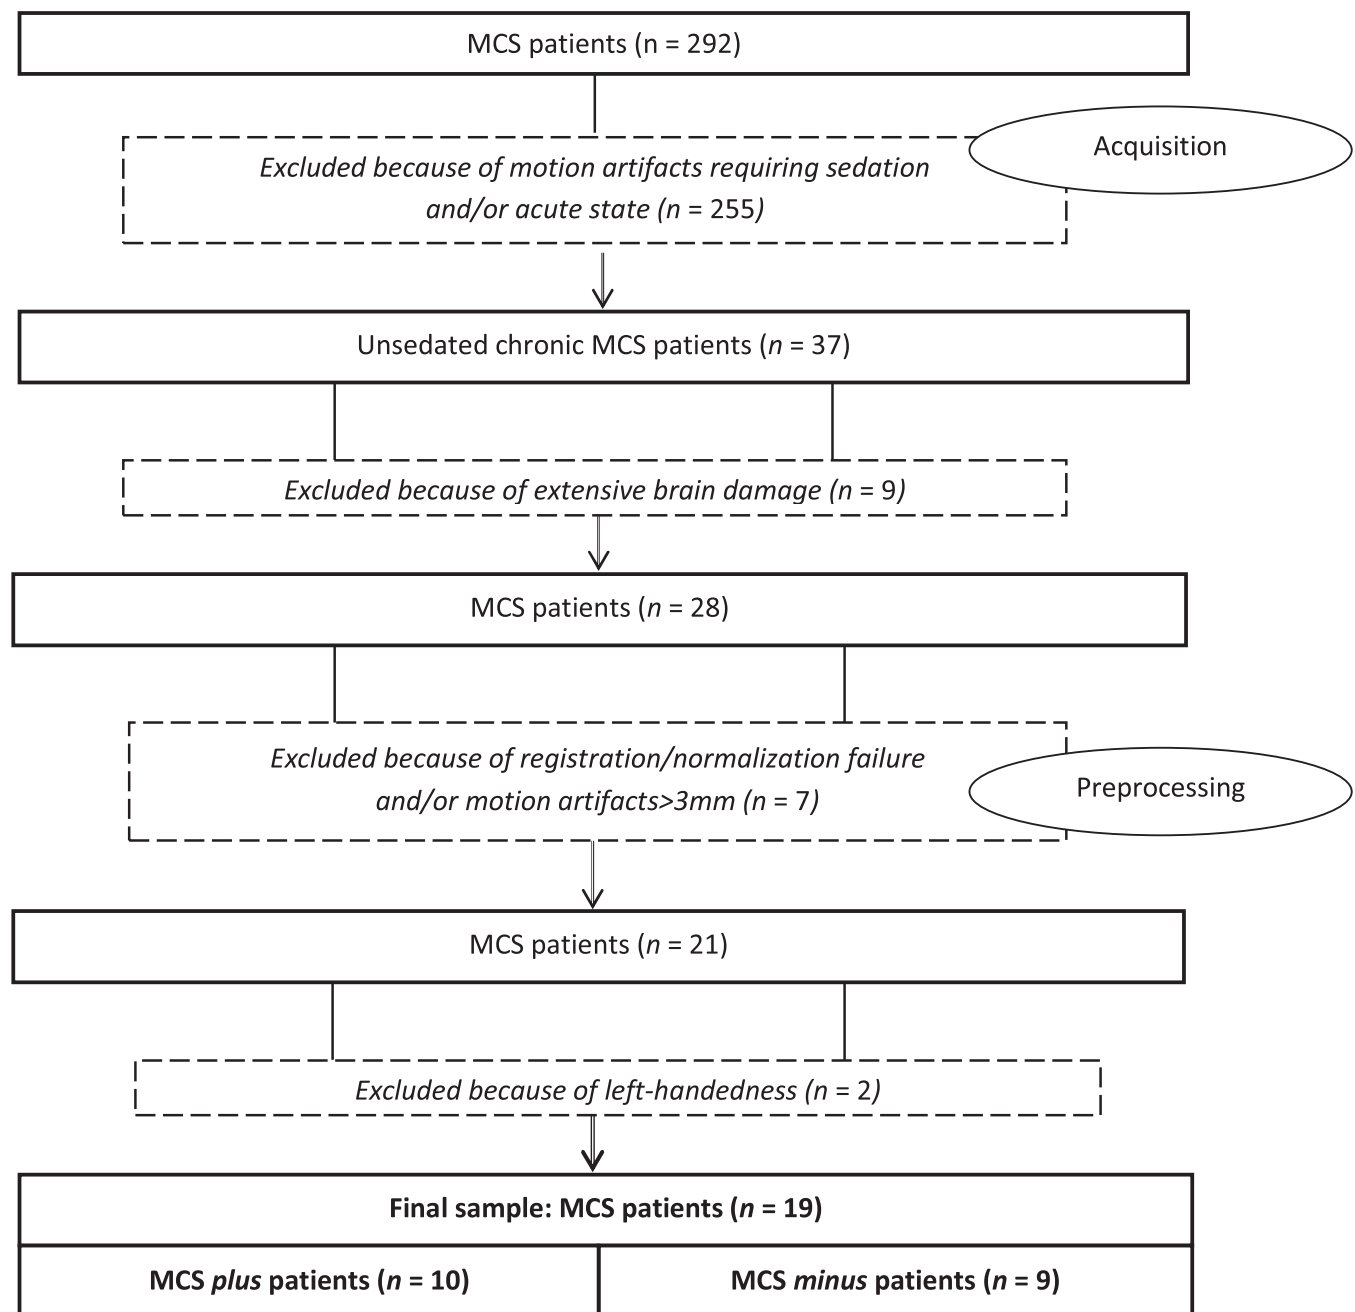 MCS patients (n = 292)
Acquisition
Excluded because of motion artifacts requiring sedation
and/or acute state (n = 255)
Unsedated chronic MCS patients (n = 37)
Excluded because of extensive brain damage (n = 9)
MCS patients (n = 28)
Excluded because of registration/normalization failure
and/or motion artifacts>3mm (n = 7)
Preprocessing
MCS patients (n = 21)
Excluded because of left-handedness (n = 2)
Final sample: MCS patients (n = 19)
MCS plus patients (n = 10)
MCS minus patients (n = 9)